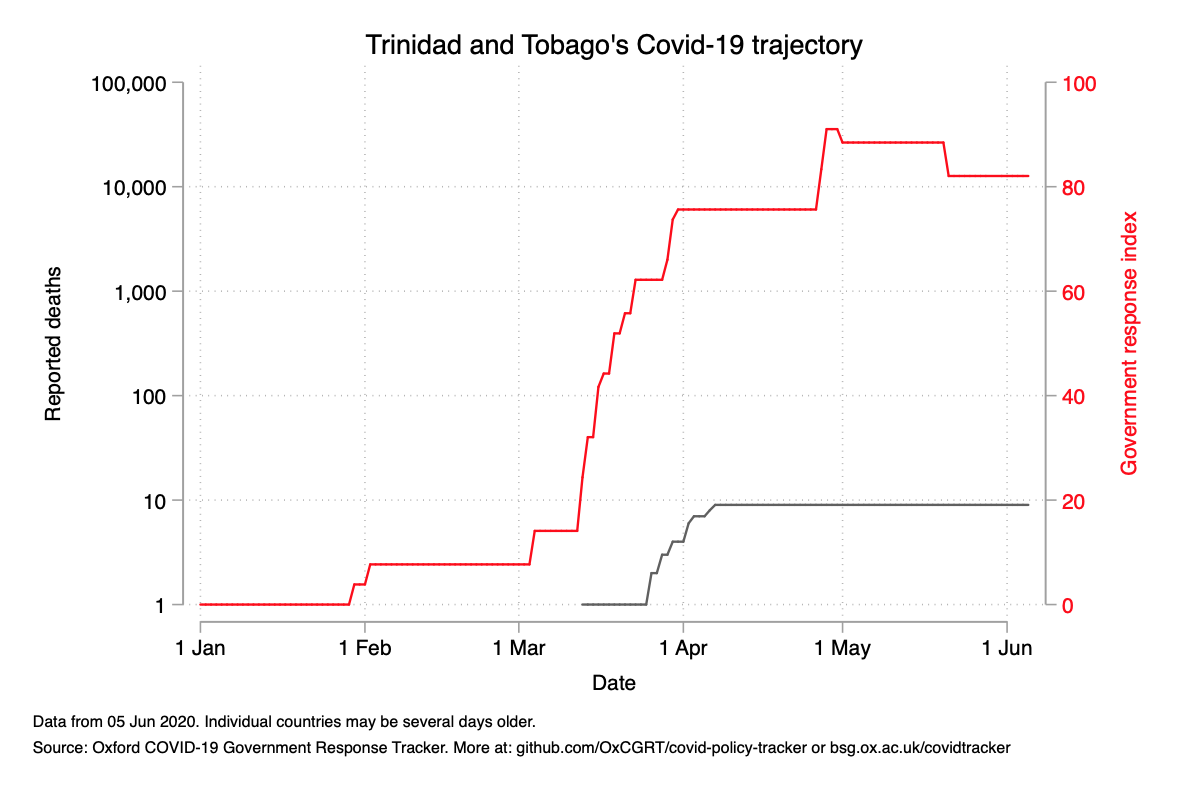 Trinidad and Tobago's Covid-19 trajectory
100,000
10,000
1,000
100
10
1
Reported deaths
100
80
60
40
20
0
Government response index
1 Jan 1 Feb 1 Mar 1 Apr 1 May 1 Jun
Date
Data from 05 Jun 2020. Individual countries may be several days older.
Source: Oxford COVID-19 Government Response Tracker. More at: github.com/OxCGRT/covid-policy-tracker or bsg.ox.ac.uk/covidtracker